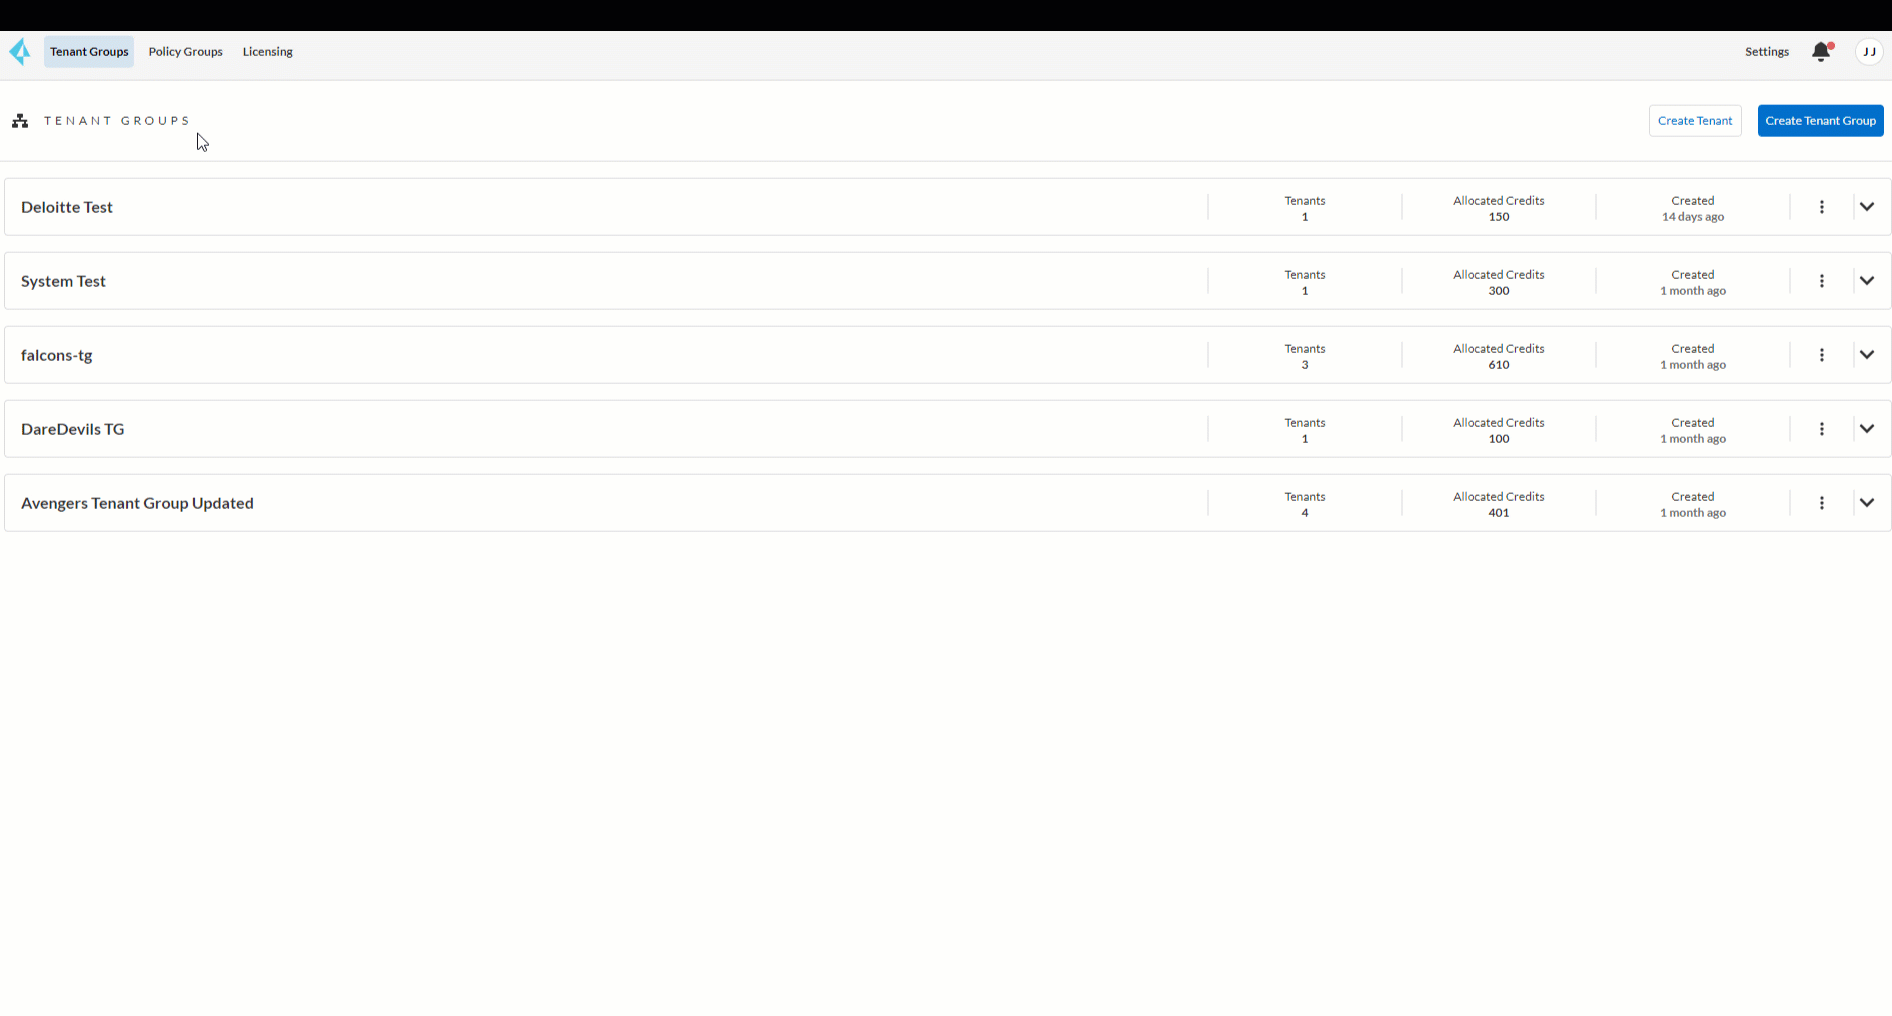 Tenant Groups Policy Groups Licensing Settings JJ
TENANT GROUPS Create Tenant Create Tenant Group
Deloitte Test Tenants 1 Allocated Credits 150 Created 14 days ago
System Test Tenants 1 Allocated Credits 300 Created 1 month ago
falcons-tg Tenants 3 Allocated Credits 610 Created 1 month ago
DareDevils TG Tenants 1 Allocated Credits 100 Created 1 month ago
Avengers Tenant Group Updated Tenants 4 Allocated Credits 401 Created 1 month ago